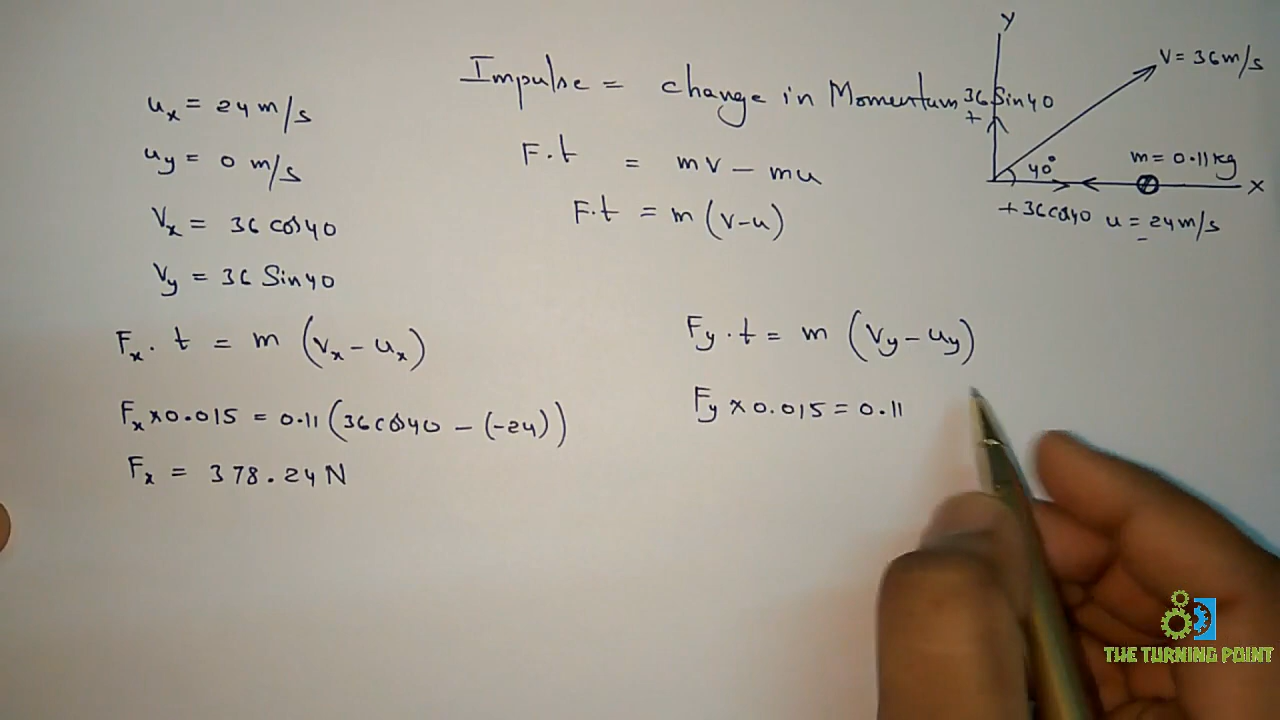 Impulse = change in Momentum
F.t = mv - mu
F.t = m (v-u)
ux = 24 m/s
uy = 0 m/s
Vx = 36 cos40
Vy = 36 Sin40
Y
V = 36m/s
36 Sin40
+
40°
m = 0.11kg
X
+36cos40
u = 24m/s
-
Fx . t = m (Vx - ux)
Fx × 0.015 = 0.11 (36cos40 - (-24))
Fx = 378.24N
Fy . t = m (Vy - uy)
Fy × 0.015 = 0.11
THE TURNING POINT